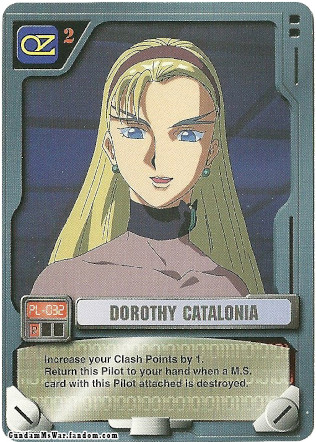 OZ 2
PL-032
DOROTHY CATALONIA
Increase your Clash Points by 1.
Return this Pilot to your hand when a M.S.
card with this Pilot attached is destroyed.
GundamMsWar.fandom.com